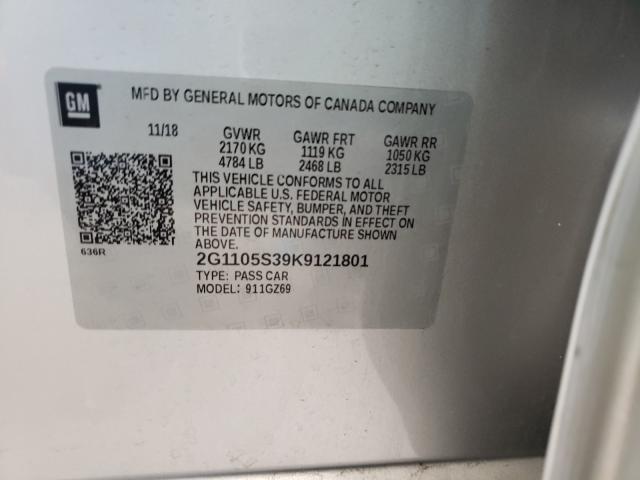 GM
MFD BY GENERAL MOTORS OF CANADA COMPANY
11/18 GVWR GAWR FRT GAWR RR
2170 KG 1119 KG 1050 KG
4784 LB 2468 LB 2315 LB
THIS VEHICLE CONFORMS TO ALL
APPLICABLE U.S. FEDERAL MOTOR
VEHICLE SAFETY, BUMPER, AND THEFT
PREVENTION STANDARDS IN EFFECT ON
THE DATE OF MANUFACTURE SHOWN
ABOVE.
636R
2G1105S39K9121801
TYPE: PASS CAR
MODEL: 911GZ69